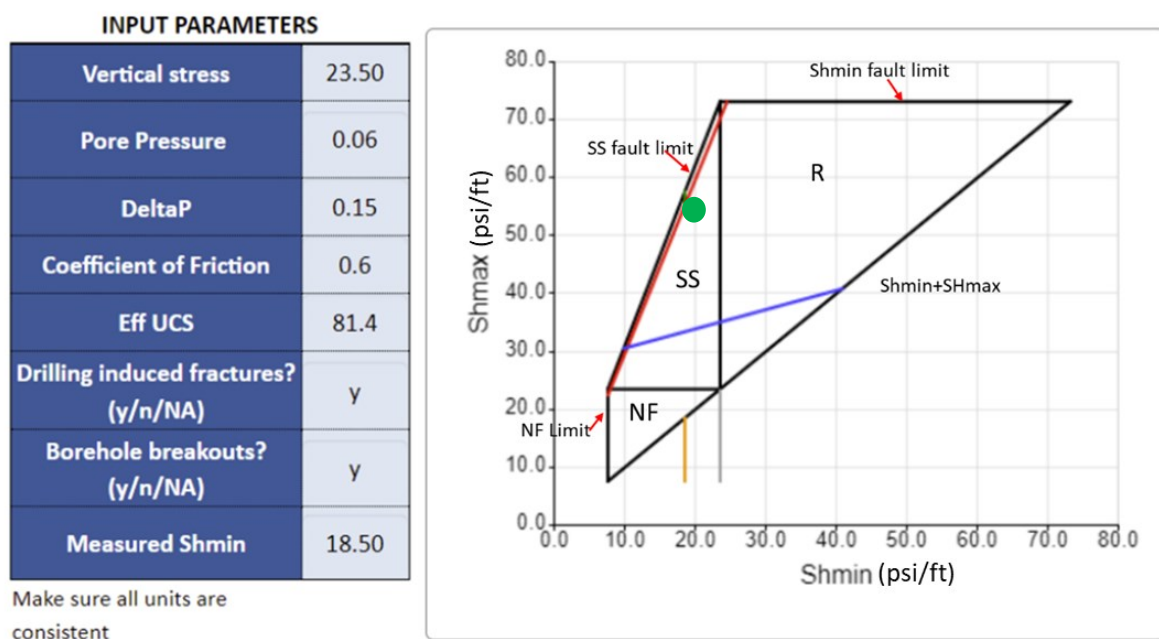 INPUT PARAMETERS
Vertical stress 23.50
Pore Pressure 0.06
DeltaP 0.15
Coefficient of Friction 0.6
Eff UCS 81.4
Drilling induced fractures?
(y/n/NA) y
Borehole breakouts?
(y/n/NA) y
Measured Shmin 18.50
Make sure all units are
consistent
80.0
70.0
60.0
50.0
40.0
30.0
20.0
10.0
0.0
Shmax (psi/ft)
Shmin fault limit
SS fault limit
R
SS
Shmin+SHmax
NF
NF Limit
0.0 10.0 20.0 30.0 40.0 50.0 60.0 70.0 80.0
Shmin (psi/ft)